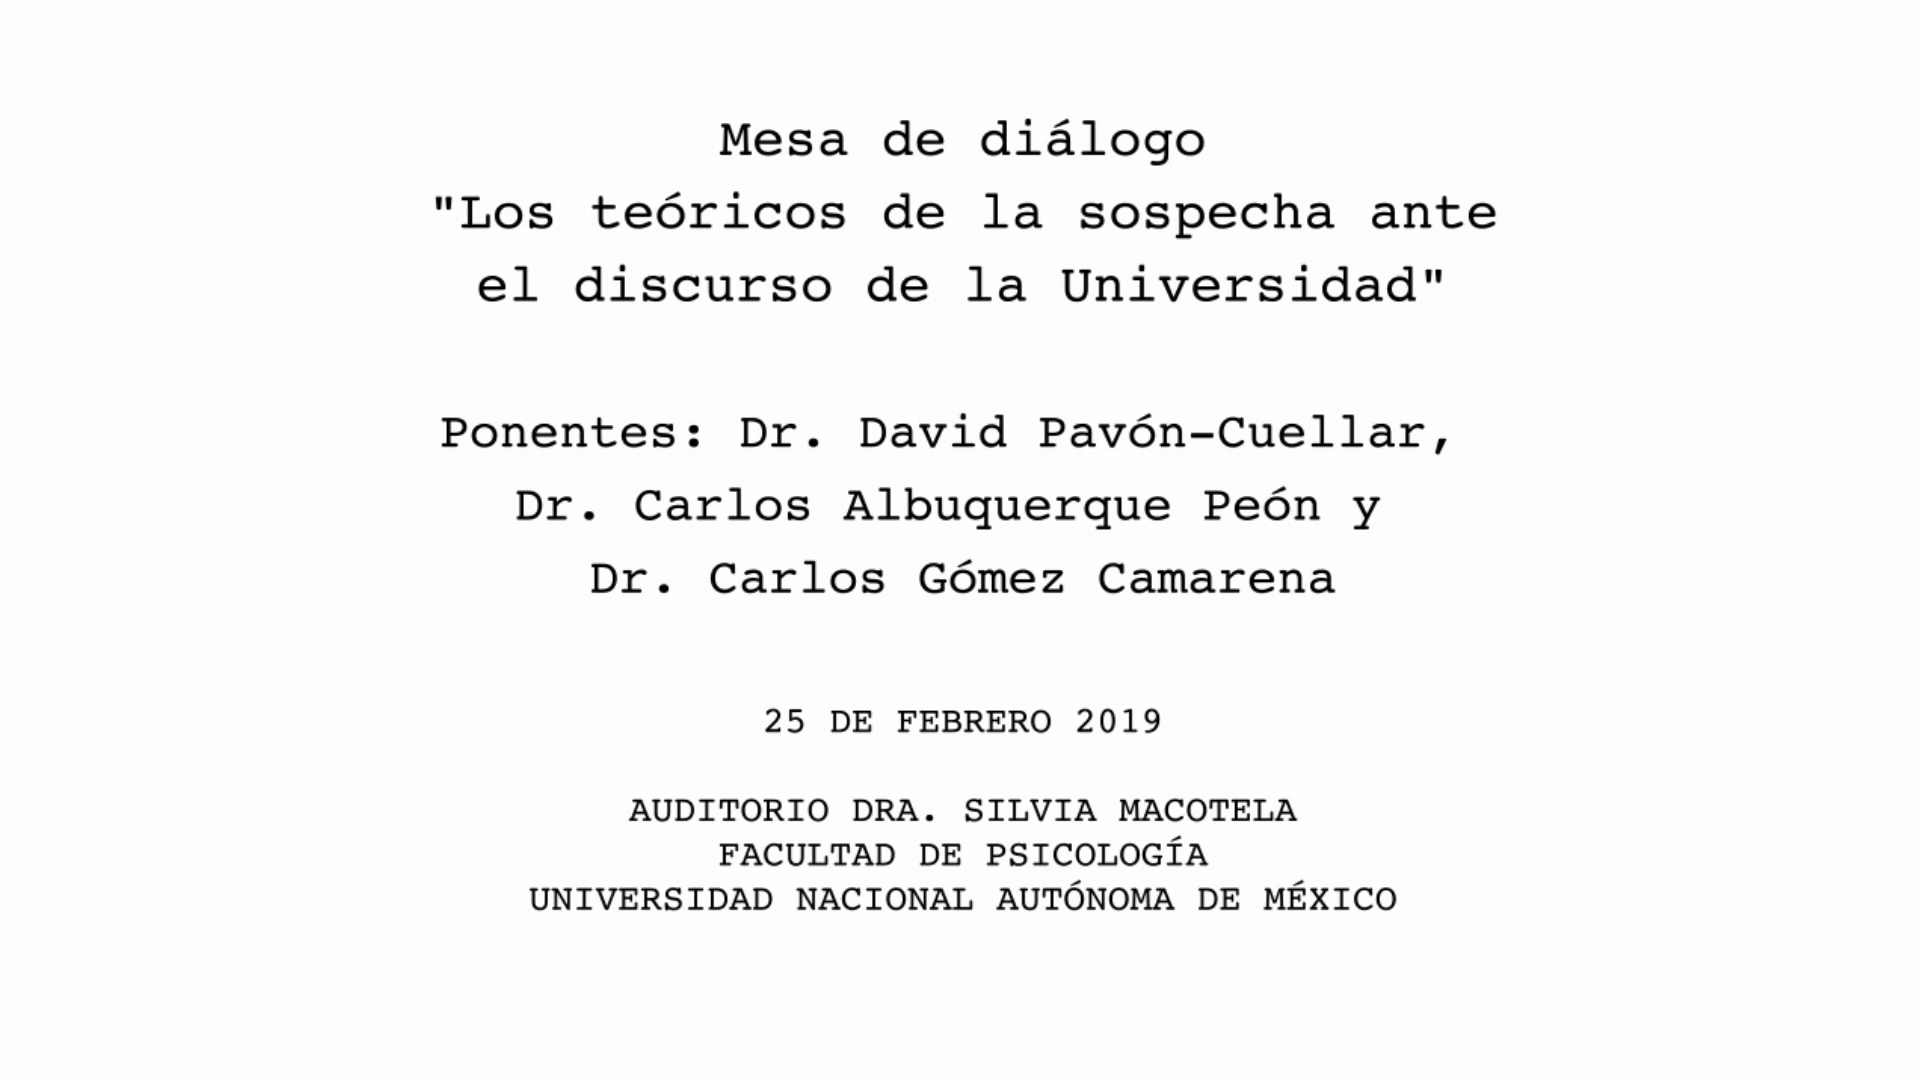 Mesa de diálogo
"Los teóricos de la sospecha ante
el discurso de la Universidad"
Ponentes: Dr. David Pavón-Cuellar,
Dr. Carlos Albuquerque Peón y
Dr. Carlos Gómez Camarena
25 DE FEBRERO 2019
AUDITORIO DRA. SILVIA MACOTELA
FACULTAD DE PSICOLOGÍA
UNIVERSIDAD NACIONAL AUTÓNOMA DE MÉXICO